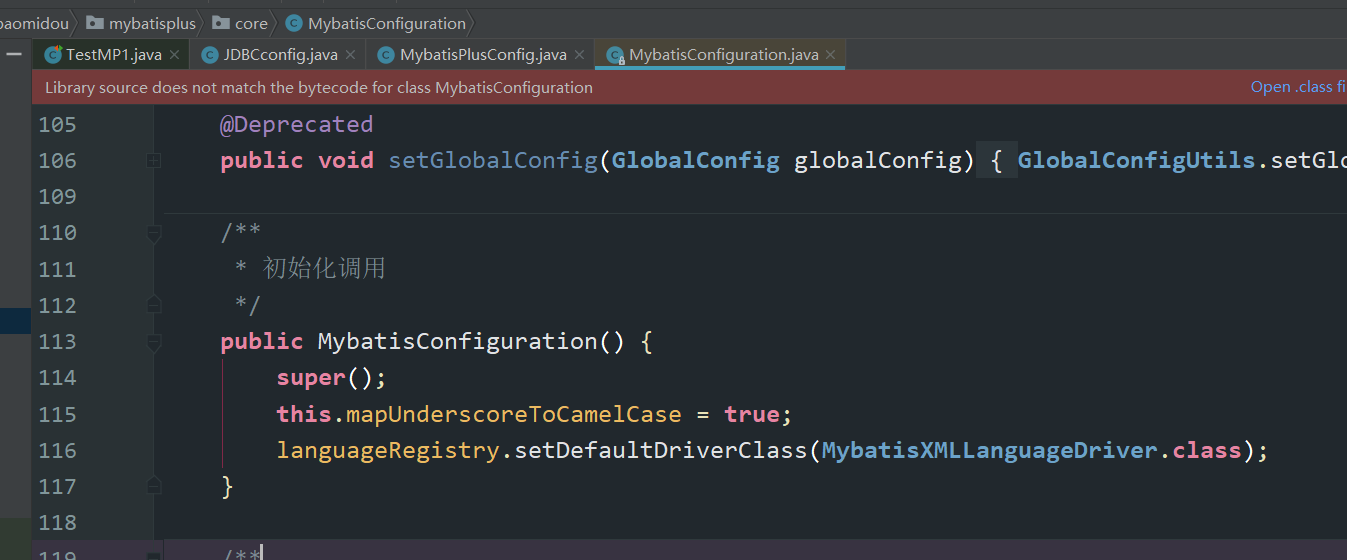 baomidou mybatisplus core MybatisConfiguration
TestMP1.java JDBCconfig.java MybatisPlusConfig.java MybatisConfiguration.java
Library source does not match the bytecode for class MybatisConfiguration Open .class fi
105 @Deprecated
106 public void setGlobalConfig(GlobalConfig globalConfig) { GlobalConfigUtils.setGlo
109
110 /**
111 * 初始化调用
112 */
113 public MybatisConfiguration() {
114 super();
115 this.mapUnderscoreToCamelCase = true;
116 languageRegistry.setDefaultDriverClass(MybatisXMLLanguageDriver.class);
117 }
118
119 /**